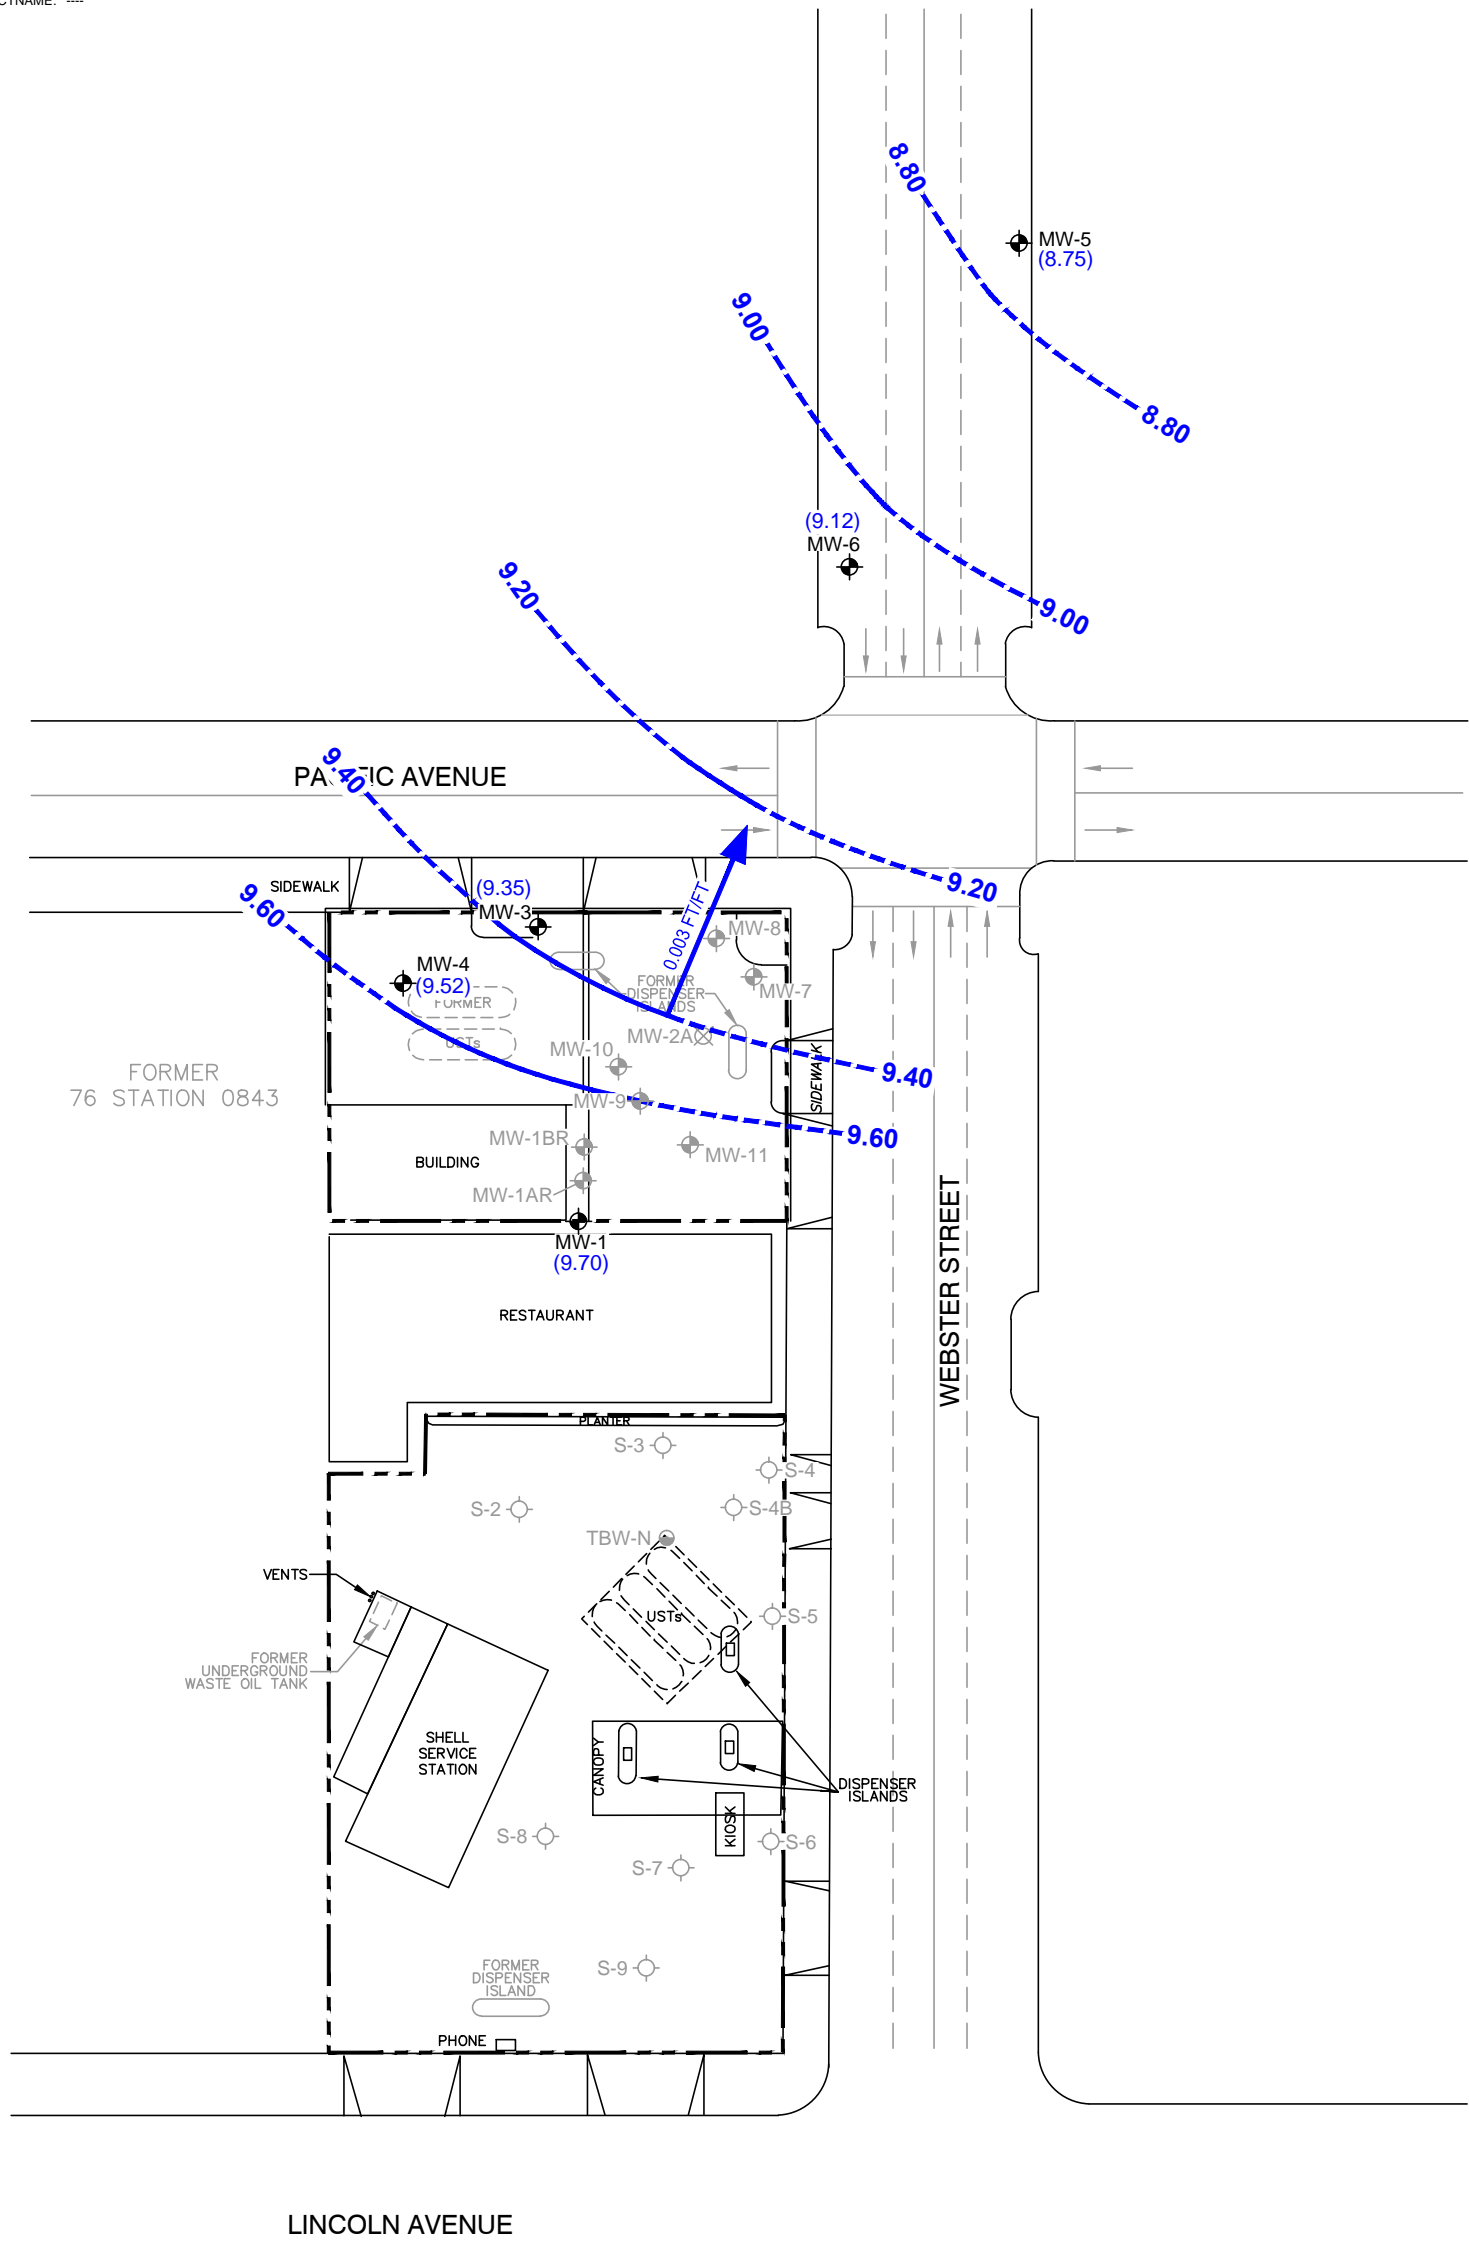 CTNAME: ----
8.80
MW-5
(8.75)
9.00
8.80
(9.12)
MW-6
9.20
9.00
9.40
PACIFIC AVENUE
9.60
SIDEWALK
(9.35)
MW-3
9.20
0.003 FT/FT
MW-8
MW-4
(9.52)
FORMER
USTs
FORMER
DISPENSER
ISLANDS
MW-7
MW-2A
MW-10
9.40
SIDEWALK
FORMER
76 STATION 0843
MW-9
9.60
MW-1BR
MW-11
BUILDING
MW-1AR
MW-1
(9.70)
WEBSTER STREET
RESTAURANT
PLANTER
S-3
S-4
S-2
S-4B
TBW-N
VENTS
USTs
S-5
FORMER
UNDERGROUND
WASTE OIL TANK
SHELL
SERVICE
STATION
CANOPY
DISPENSER
ISLANDS
KIOSK
S-8
S-6
S-7
S-9
FORMER
DISPENSER
ISLAND
PHONE
LINCOLN AVENUE